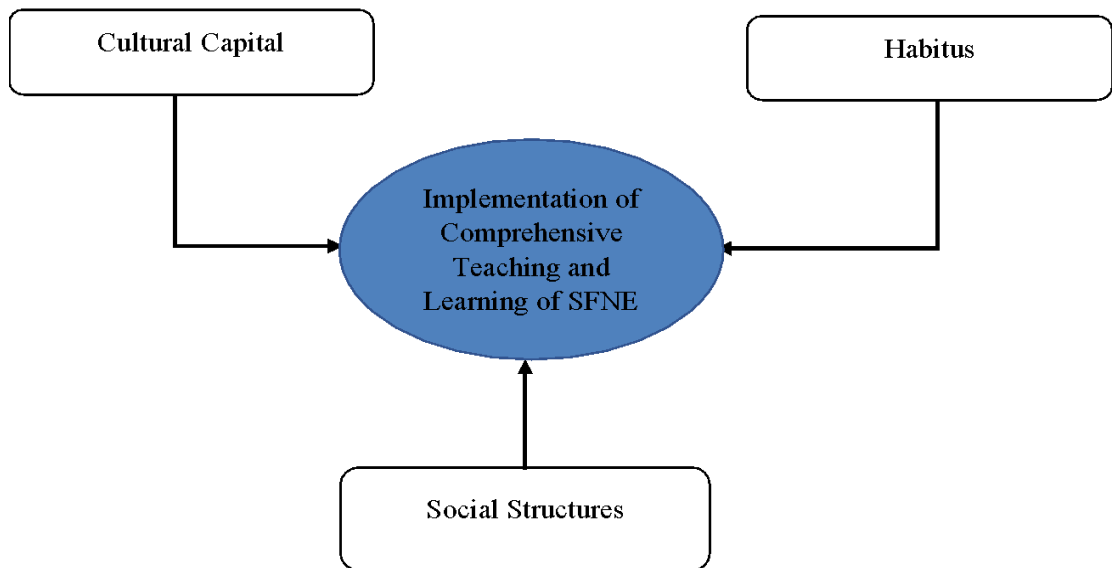 Cultural Capital
Habitus
Implementation of
Comprehensive
Teaching and
Learning of SFNE
Social Structures